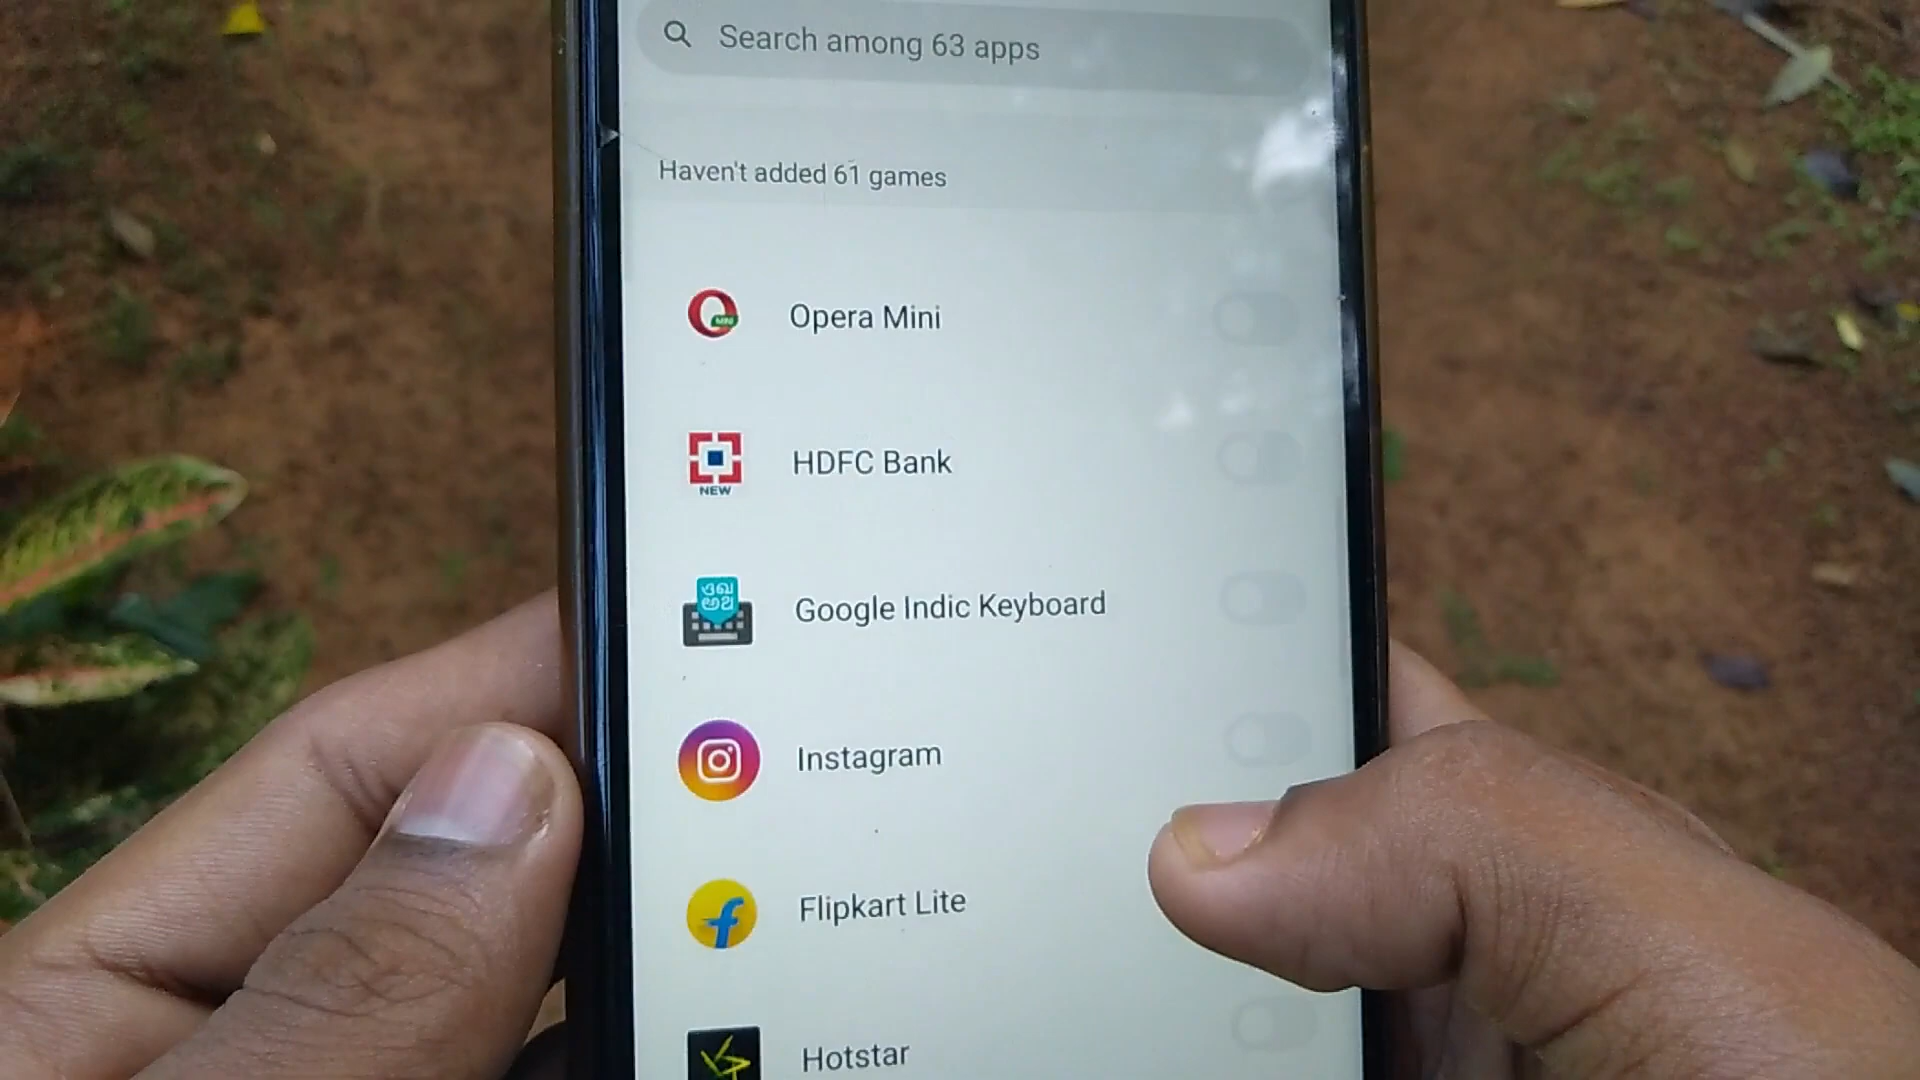 Search among 63 apps
Haven't added 61 games
Opera Mini
HDFC Bank
NEW
Google Indic Keyboard
Instagram
Flipkart Lite
Hotstar